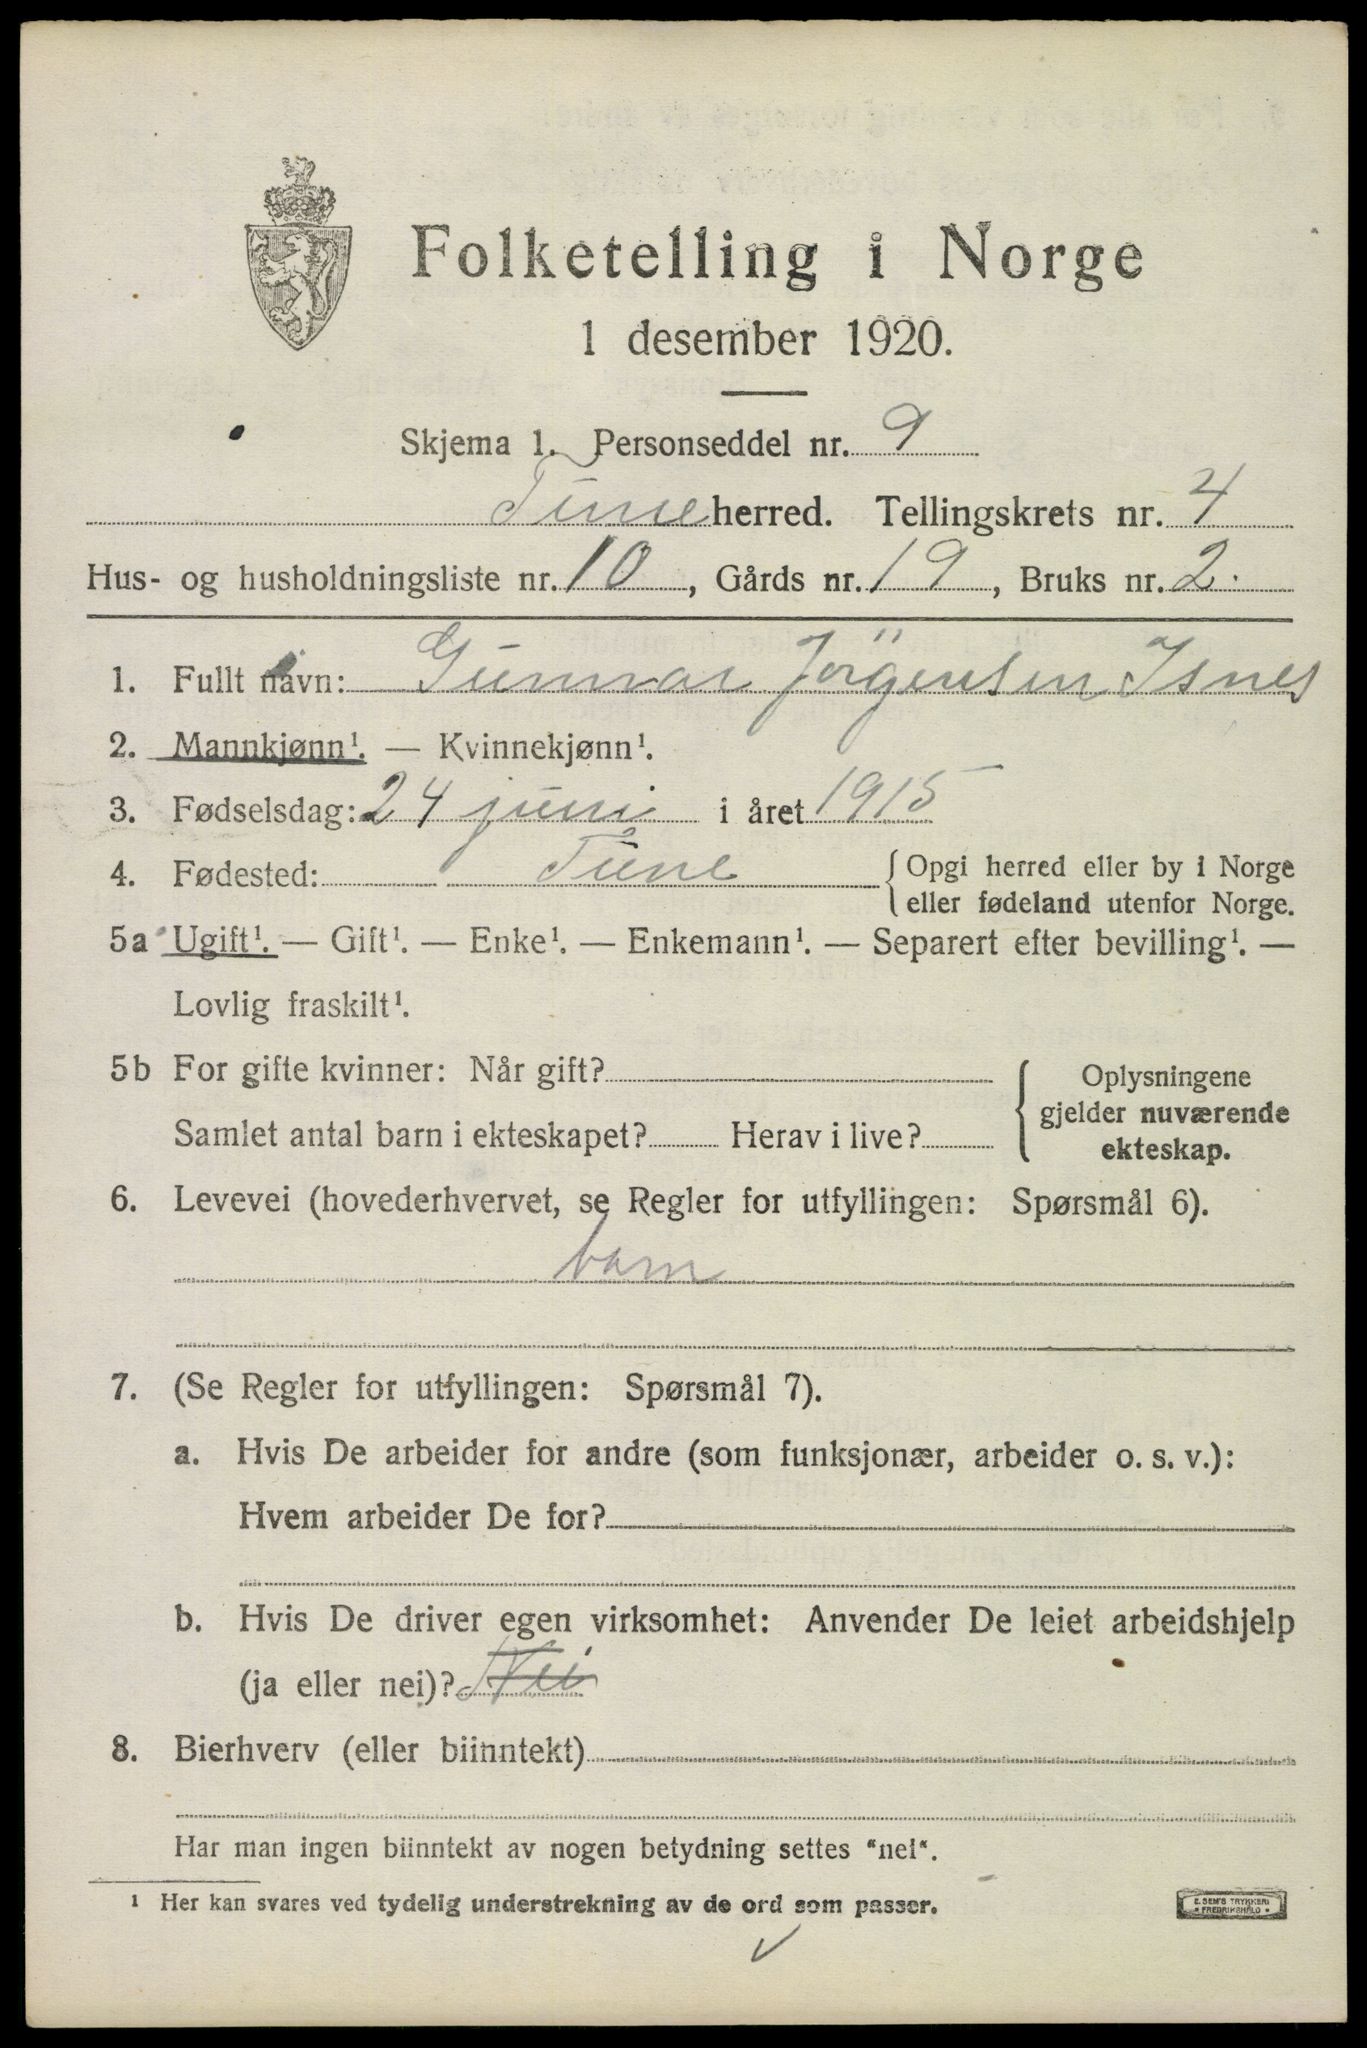 Folketelling i Norge
1 desember 1920.
Skjema 1. Personseddel nr. 9
Tune herred. Tellingskrets nr. 4
Hus- og husholdningsliste nr. 10, Gårds nr. 19, Bruks nr. 2.
1. Fullt navn: Gunnar Jörgensen Isnes
2. Mannkjønn¹. — Kvinnekjønn¹.
3. Fødselsdag: 24 juni i året 1915
4. Fødested: Tune {Opgi herred eller by i Norge
eller fødeland utenfor Norge.
5a Ugift¹. — Gift¹. — Enke¹. — Enkemann¹. — Separert efter bevilling¹. —
Lovlig fraskilt¹.
5b For gifte kvinner: Når gift?
Samlet antal barn i ekteskapet? Herav i live?
{Oplysningene
gjelder nuværende
ekteskap.
6. Levevei (hovederhvervet, se Regler for utfyllingen: Spørsmål 6).
barn
7. (Se Regler for utfyllingen: Spørsmål 7).
a. Hvis De arbeider for andre (som funksjonær, arbeider o. s. v.):
Hvem arbeider De for?
b. Hvis De driver egen virksomhet: Anvender De leiet arbeidshjelp
(ja eller nei)? Nei
8. Bierhverv (eller biinntekt)
Har man ingen biinntekt av nogen betydning settes "nei".
¹ Her kan svares ved tydelig understrekning av de ord som passer.
E. SEM'S TRYKKERI
• FREDRIKSHALD •